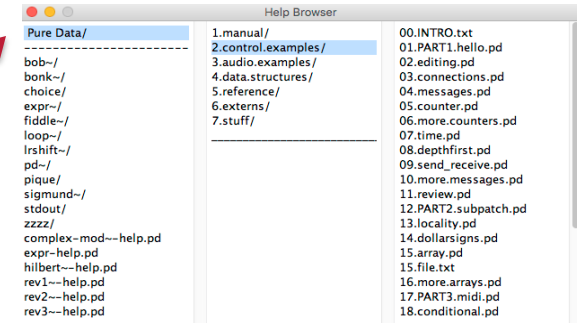 Help Browser
Pure Data/
------------------------
bob~/
bonk~/
choice/
expr~/
fiddle~/
loop~/
lrshift~/
pd~/
pique/
sigmund~/
stdout/
zzzz/
complex-mod~-help.pd
expr-help.pd
hilbert~-help.pd
rev1~-help.pd
rev2~-help.pd
rev3~-help.pd
1.manual/
2.control.examples/
3.audio.examples/
4.data.structures/
5.reference/
6.externs/
7.stuff/
00.INTRO.txt
01.PART1.hello.pd
02.editing.pd
03.connections.pd
04.messages.pd
05.counter.pd
06.more.counters.pd
07.time.pd
08.depthfirst.pd
09.send_receive.pd
10.more.messages.pd
11.review.pd
12.PART2.subpatch.pd
13.locality.pd
14.dollarsigns.pd
15.array.pd
15.file.txt
16.more.arrays.pd
17.PART3.midi.pd
18.conditional.pd